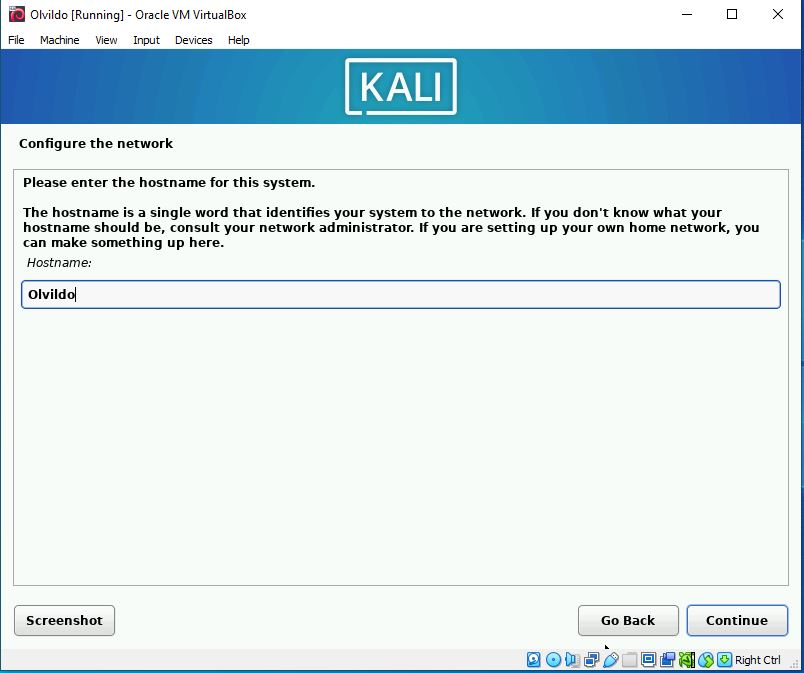 Olvildo [Running] - Oracle VM VirtualBox
File Machine View Input Devices Help
KALI
Configure the network
Please enter the hostname for this system.
The hostname is a single word that identifies your system to the network. If you don't know what your
hostname should be, consult your network administrator. If you are setting up your own home network, you
can make something up here.
Hostname:
Olvildo
Screenshot Go Back Continue
Right Ctrl